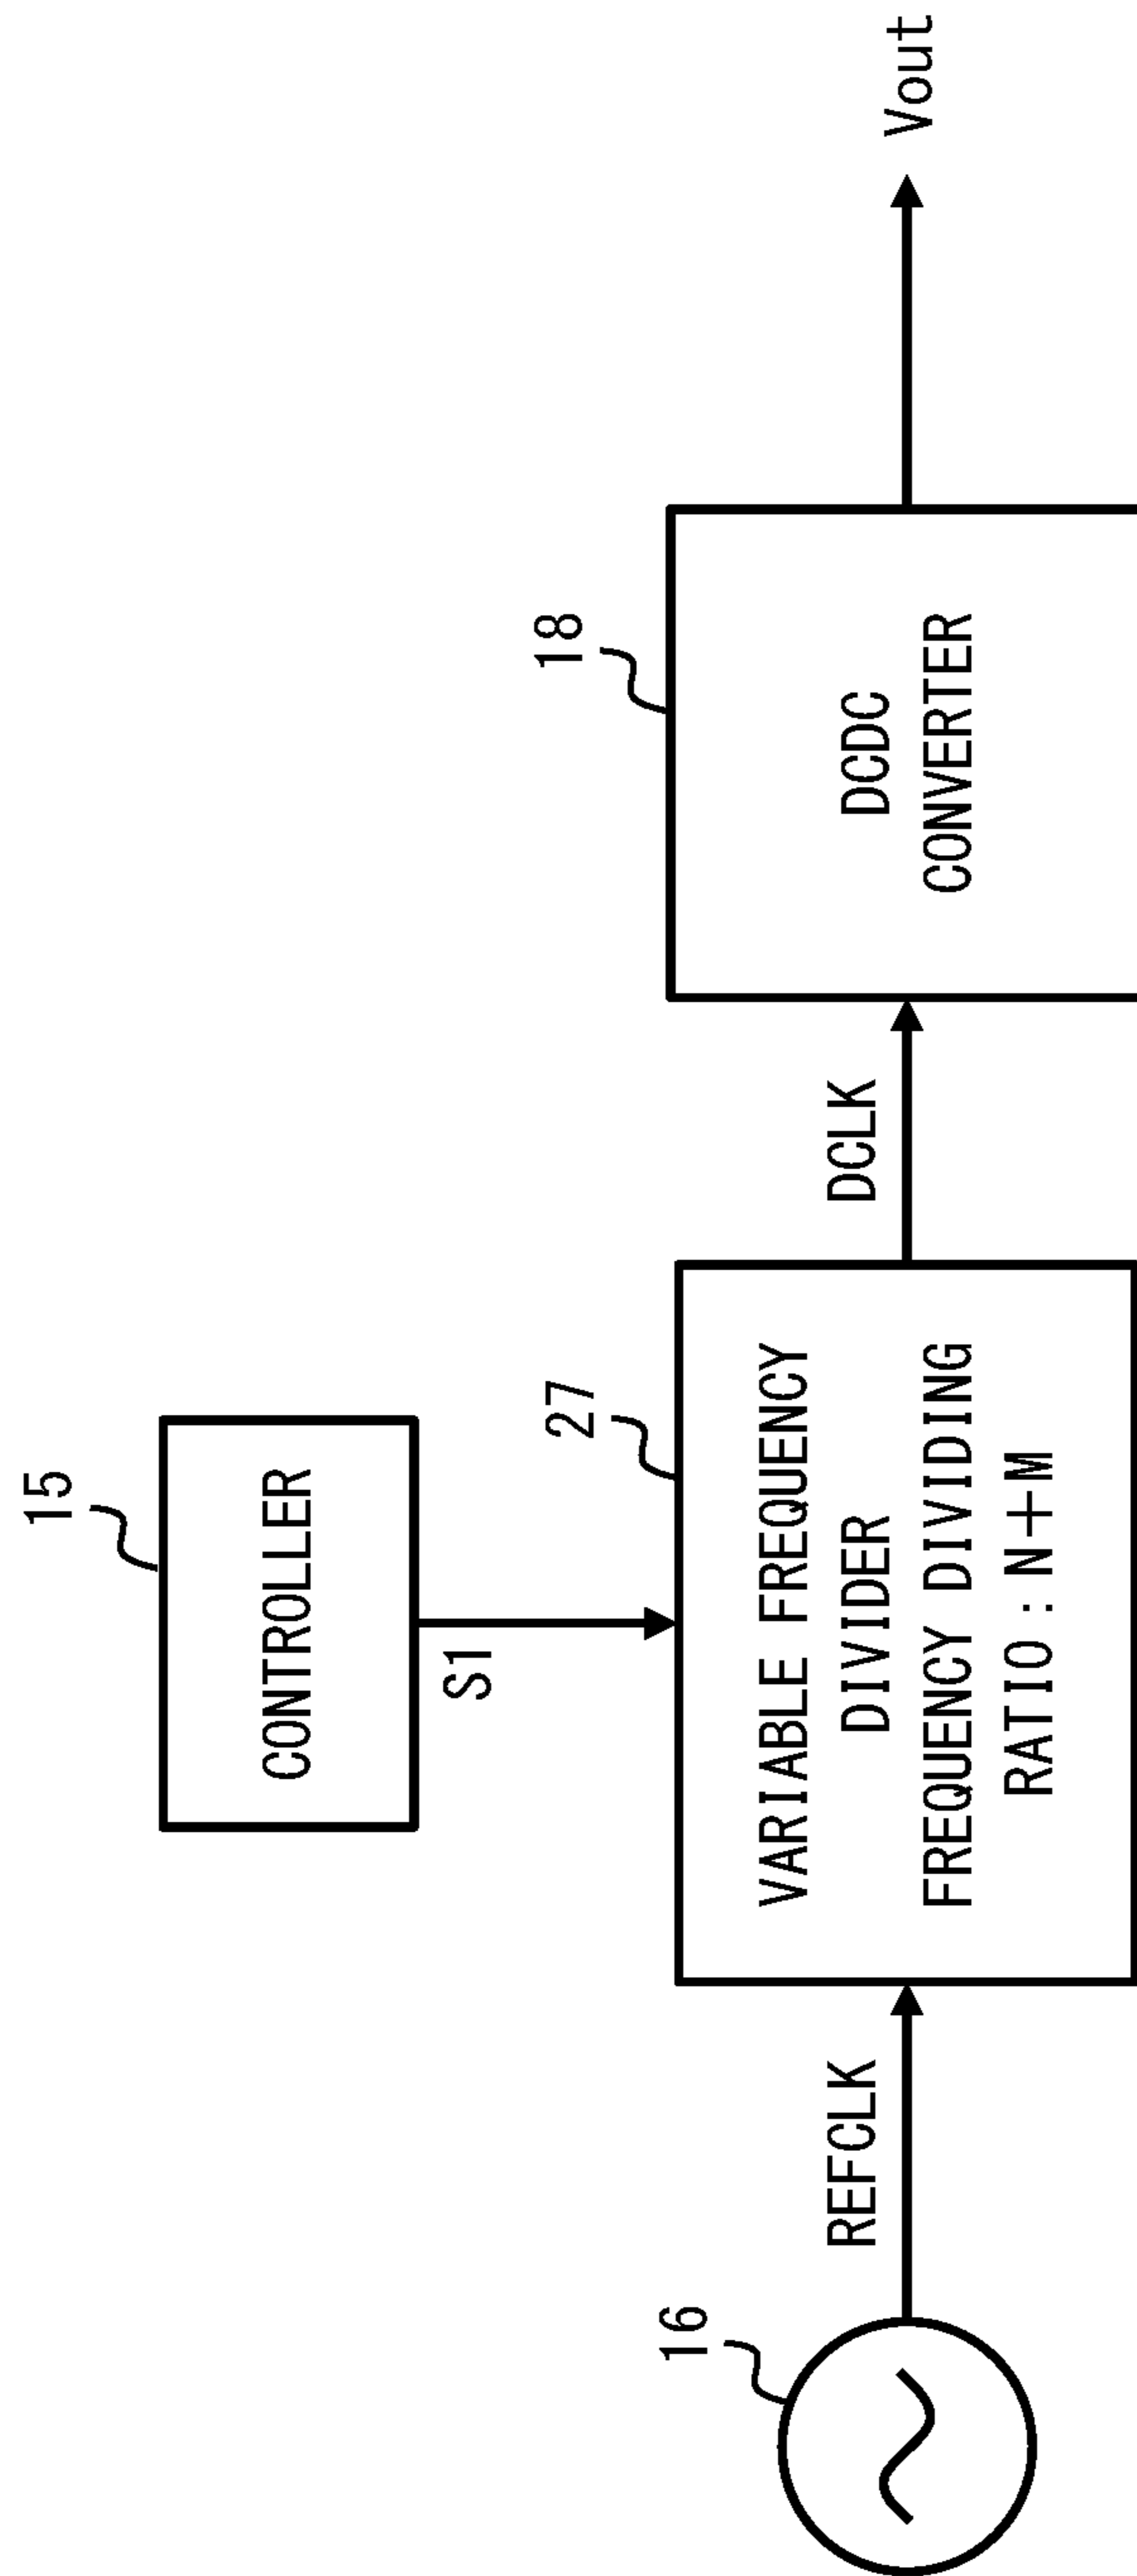 15
CONTROLLER
S1
16
REFCLK
27
VARIABLE FREQUENCY
DIVIDER
FREQUENCY DIVIDING
RATIO:N+M
DCLK
18
DCDC
CONVERTER
Vout